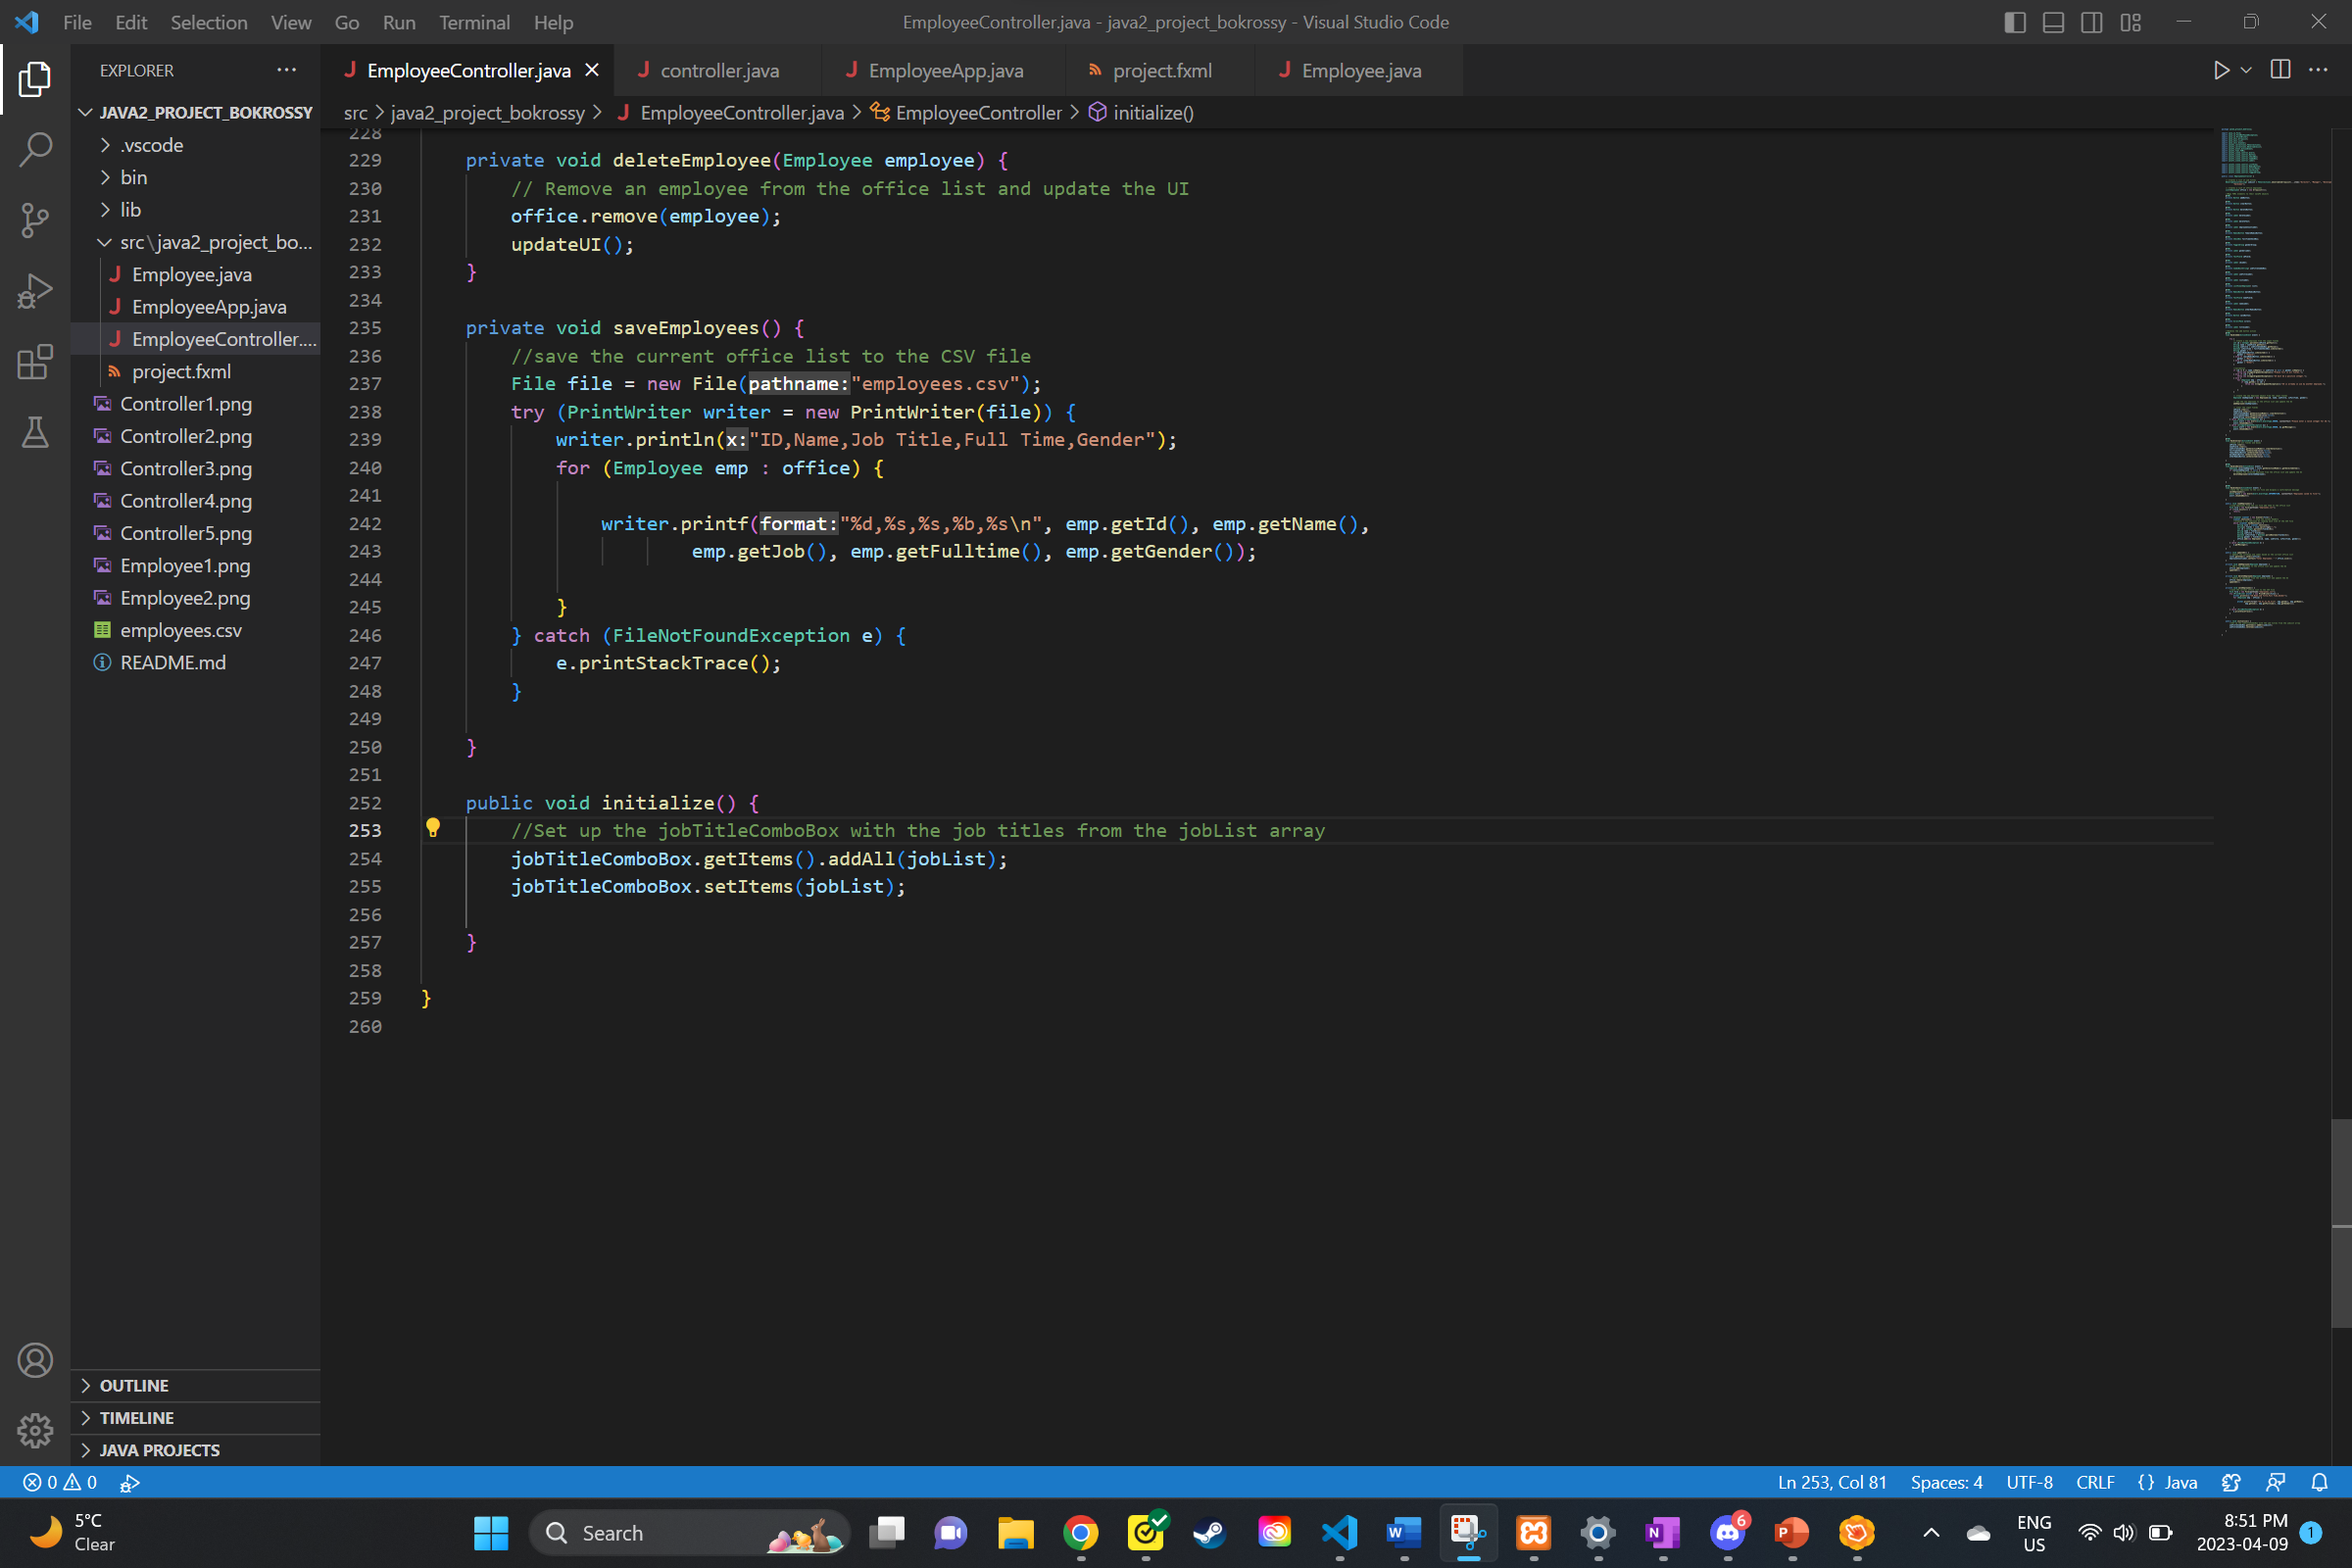 File Edit Selection View Go Run Terminal Help EmployeeController.java - java2_project_bokrossy - Visual Studio Code
EXPLORER
EmployeeController.java controller.java EmployeeApp.java project.fxml Employee.java
src > java2_project_bokrossy > EmployeeController.java > EmployeeController > initialize()
JAVA2_PROJECT_BOKROSSY
.vscode
bin
lib
src\java2_project_bo...
Employee.java
EmployeeApp.java
EmployeeController....
project.fxml
Controller1.png
Controller2.png
Controller3.png
Controller4.png
Controller5.png
Employee1.png
Employee2.png
employees.csv
README.md
OUTLINE
TIMELINE
JAVA PROJECTS
228
229 private void deleteEmployee(Employee employee) {
230 // Remove an employee from the office list and update the UI
231 office.remove(employee);
232 updateUI();
233 }
234
235 private void saveEmployees() {
236 //save the current office list to the CSV file
237 File file = new File(pathname:"employees.csv");
238 try (PrintWriter writer = new PrintWriter(file)) {
239 writer.println(x:"ID,Name,Job Title,Full Time,Gender");
240 for (Employee emp : office) {
241
242 writer.printf(format:"%d,%s,%s,%b,%s\n", emp.getId(), emp.getName(),
243 emp.getJob(), emp.getFulltime(), emp.getGender());
244
245 }
246 } catch (FileNotFoundException e) {
247 e.printStackTrace();
248 }
249
250 }
251
252 public void initialize() {
253 //Set up the jobTitleComboBox with the job titles from the jobList array
254 jobTitleComboBox.getItems().addAll(jobList);
255 jobTitleComboBox.setItems(jobList);
256
257 }
258
259 }
260
0 0 Ln 253, Col 81 Spaces: 4 UTF-8 CRLF {} Java
5°C
Clear
Search
6
ENG
US
8:51 PM
2023-04-09
1